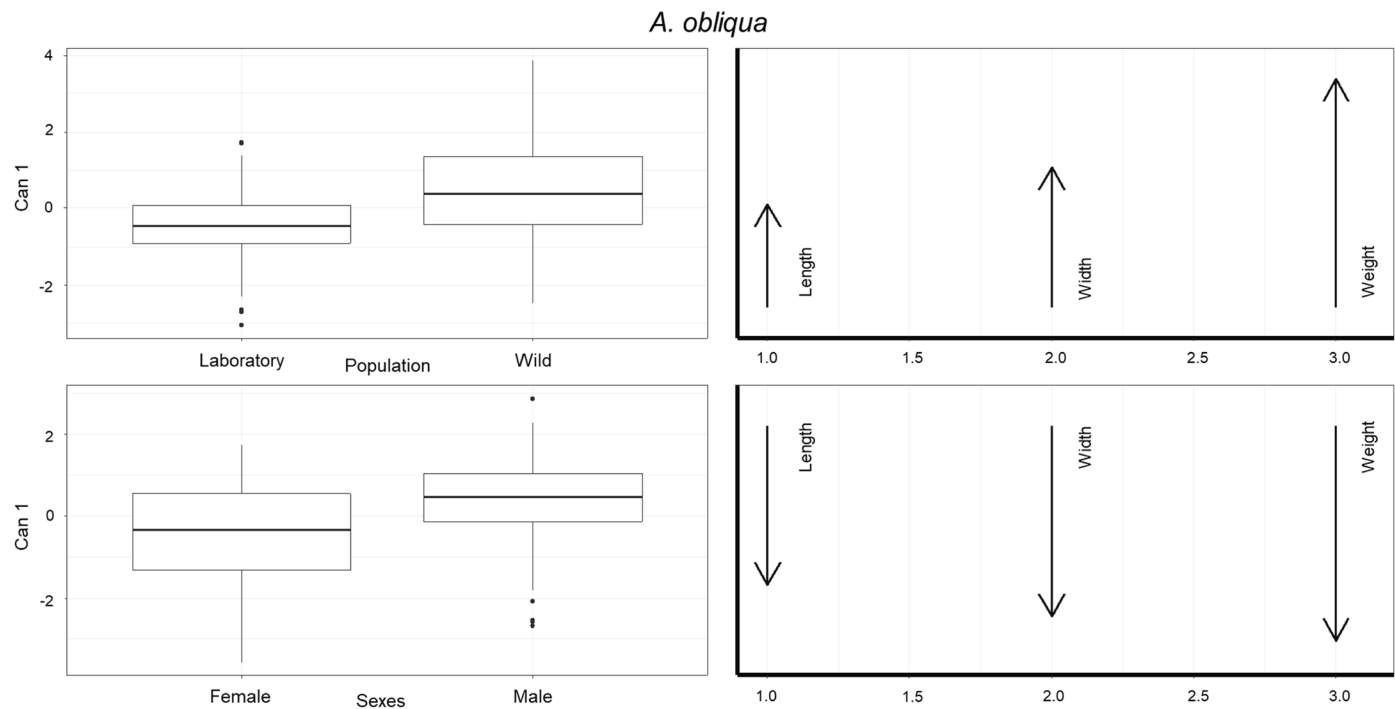 A. obliqua
4
2
0
-2
Can 1
Laboratory
Population
Wild
Length
Width
Weight
1.0
1.5
2.0
2.5
3.0
2
0
-2
Can 1
Female
Sexes
Male
Length
Width
Weight
1.0
1.5
2.0
2.5
3.0